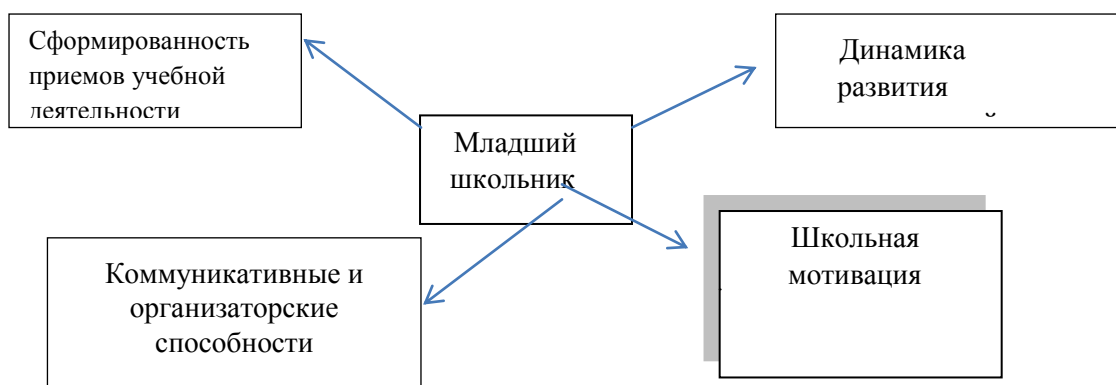 Сформированность
приемов учебной
деятельности
Динамика
развития
Младший
школьник
Коммуникативные и
организаторские
способности
Школьная
мотивация